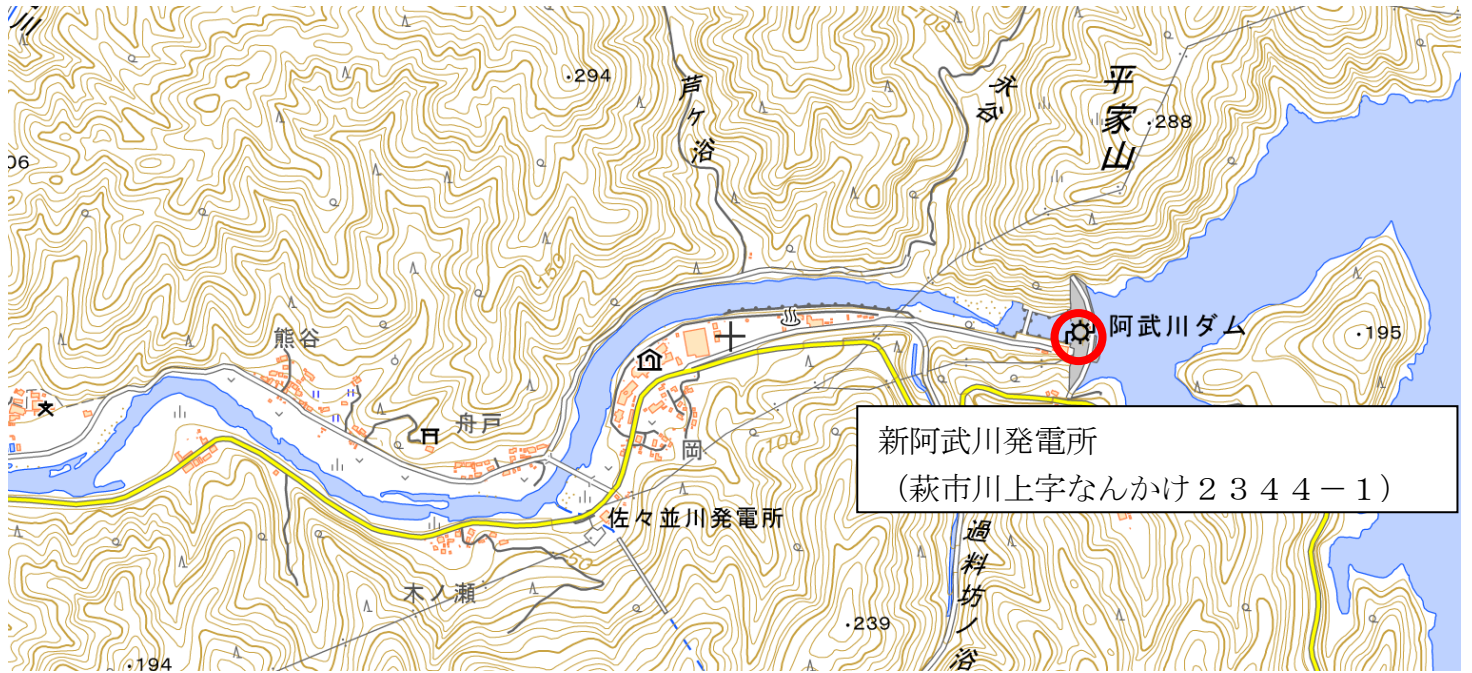 川
294
芦ヶ浴
永谷
平家山
288
100
06
150
熊谷
阿武川ダム
195
舟戸
岡
100
新阿武川発電所
（萩市川上字なんかけ２３４４－１）
佐々並川発電所
150
過料坊ノ浴
木ノ瀬
239
194